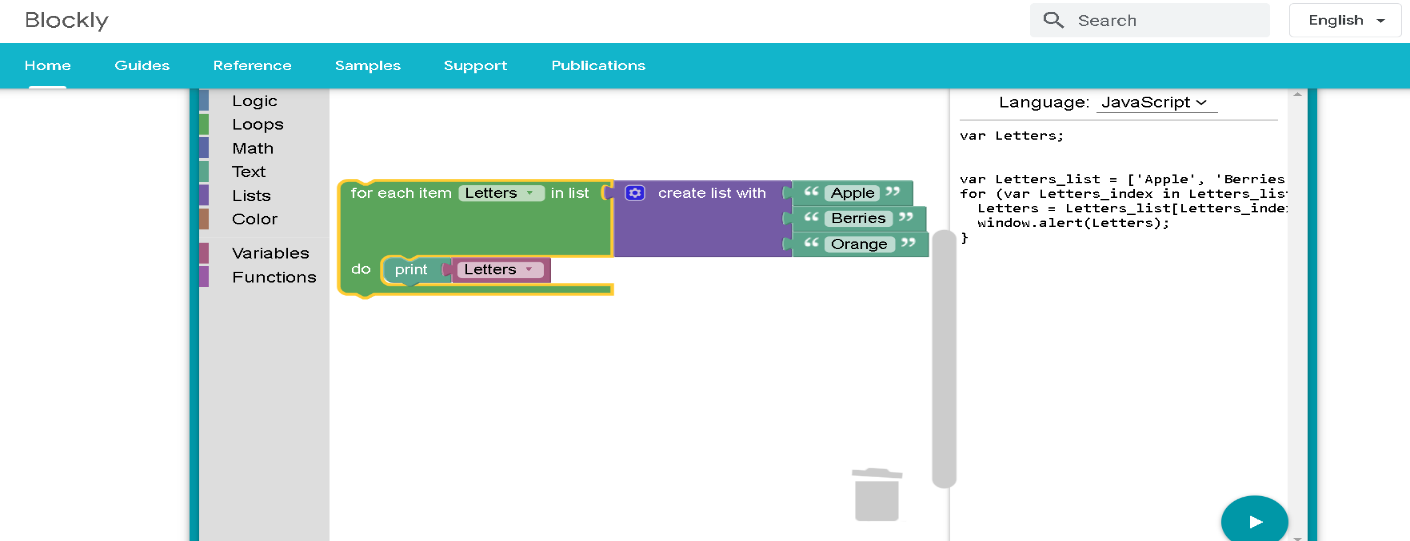 Blockly
Search
English
Home Guides Reference Samples Support Publications
Logic
Loops
Math
Text
Lists
Color
Variables
Functions
for each item Letters in list create list with “ Apple ”
“ Berries ”
“ Orange ”
do print Letters
Language: JavaScript
var Letters;
var Letters_list = ['Apple', 'Berries
for (var Letters_index in Letters_list
Letters = Letters_list[Letters_inde
window.alert(Letters);
}